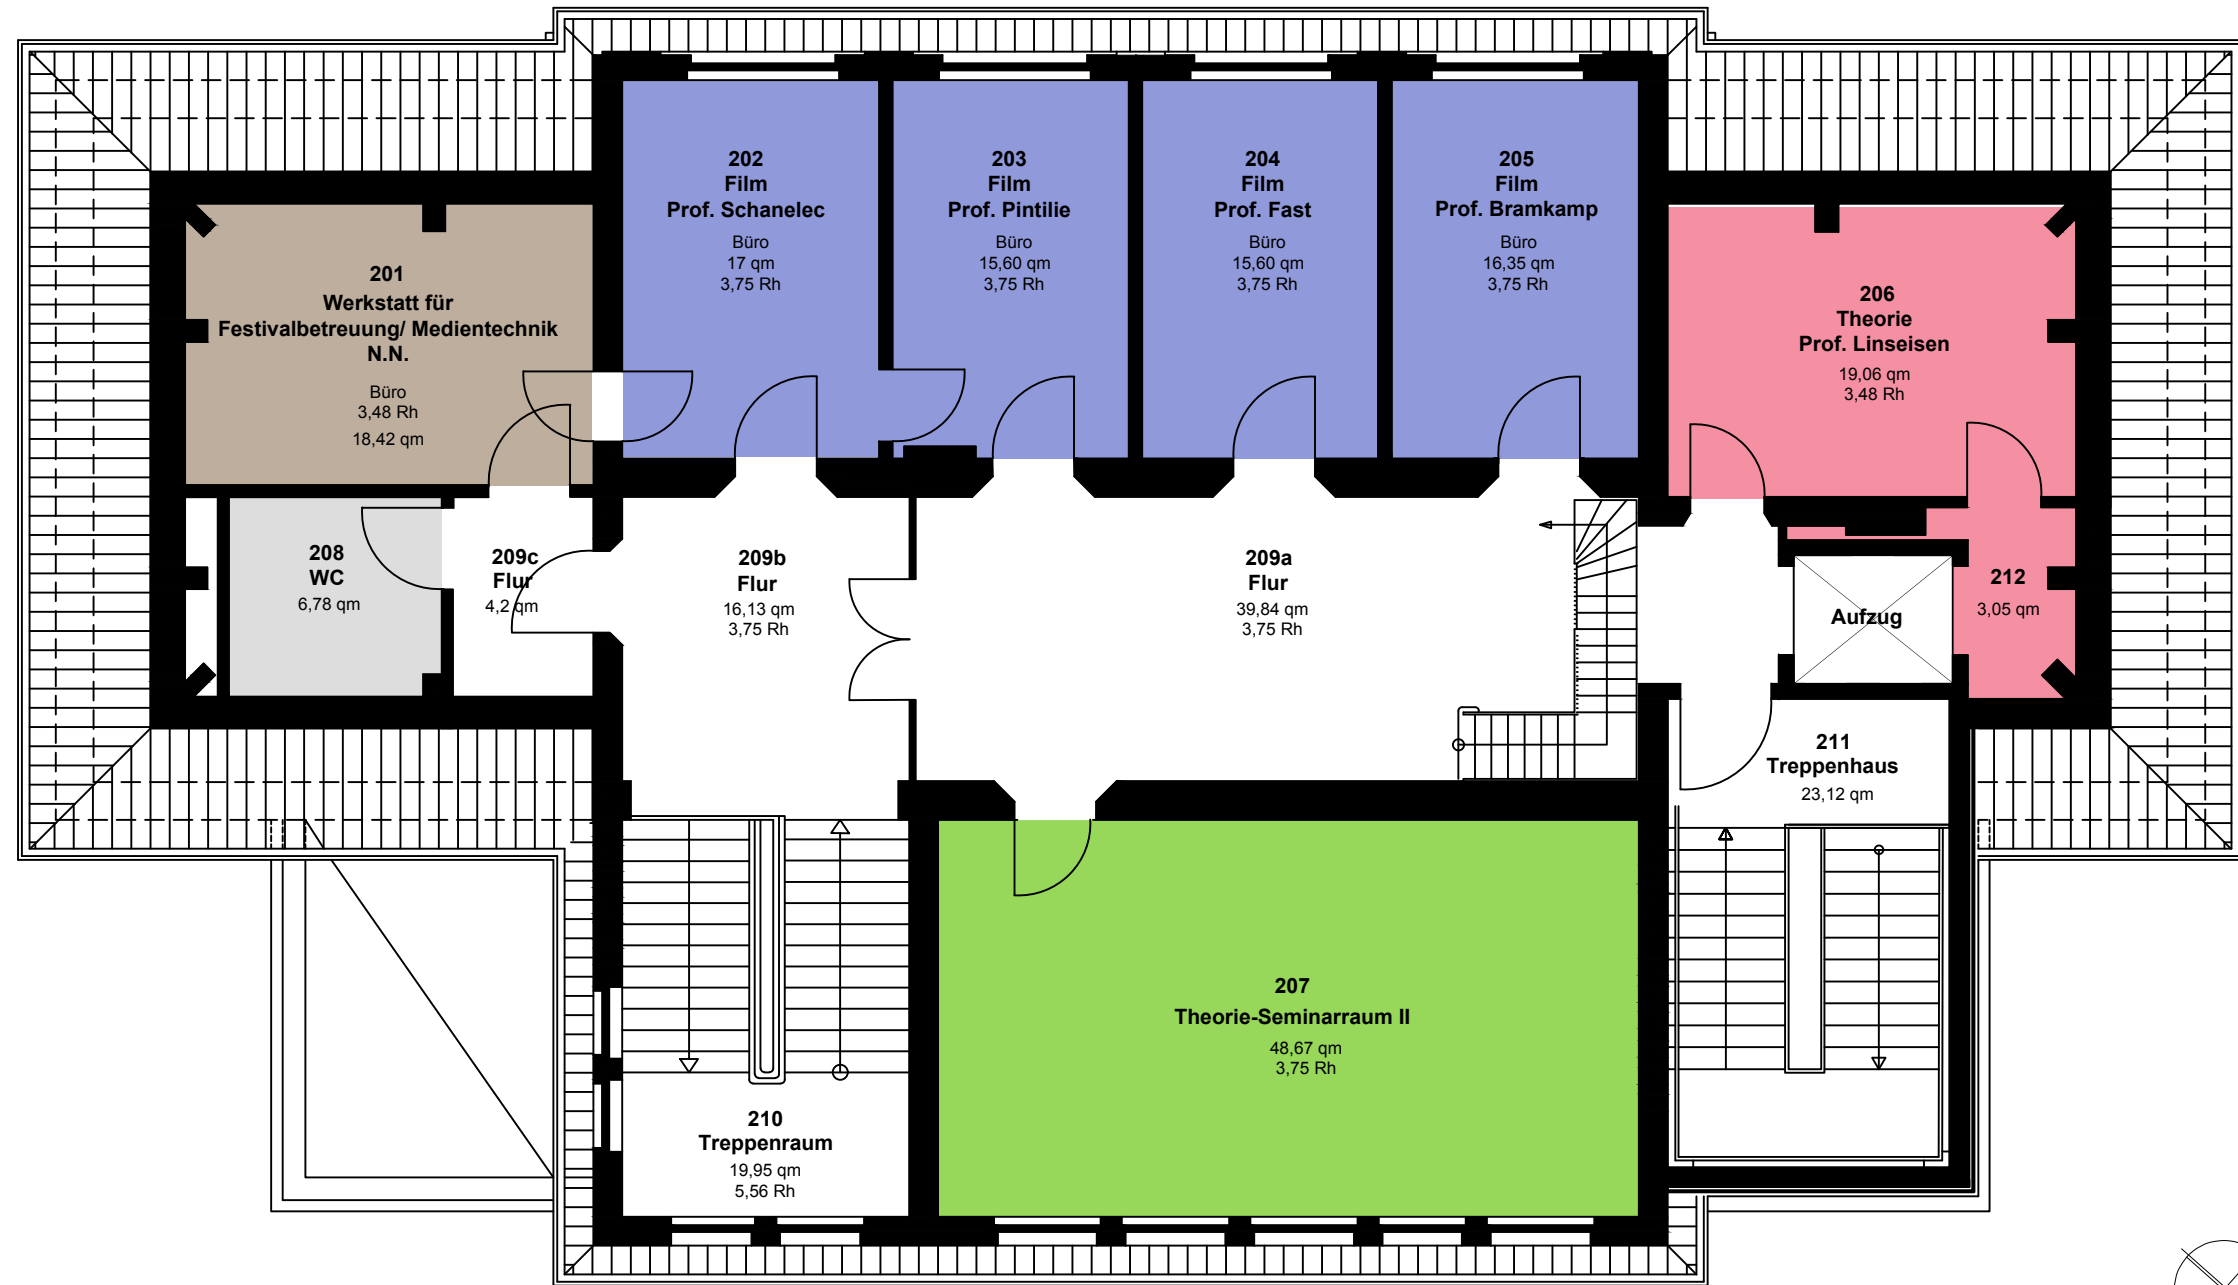 202
Film
Prof. Schanelec
Büro
17 qm
3,75 Rh
203
Film
Prof. Pintilie
Büro
15,60 qm
3,75 Rh
204
Film
Prof. Fast
Büro
15,60 qm
3,75 Rh
205
Film
Prof. Bramkamp
Büro
16,35 qm
3,75 Rh
201
Werkstatt für
Festivalbetreuung/ Medientechnik
N.N.
Büro
3,48 Rh
18,42 qm
206
Theorie
Prof. Linseisen
19,06 qm
3,48 Rh
208
WC
6,78 qm
209c
Flur
4,2 qm
209b
Flur
16,13 qm
3,75 Rh
209a
Flur
39,84 qm
3,75 Rh
Aufzug
212
3,05 qm
211
Treppenhaus
23,12 qm
207
Theorie-Seminarraum II
48,67 qm
3,75 Rh
210
Treppenraum
19,95 qm
5,56 Rh